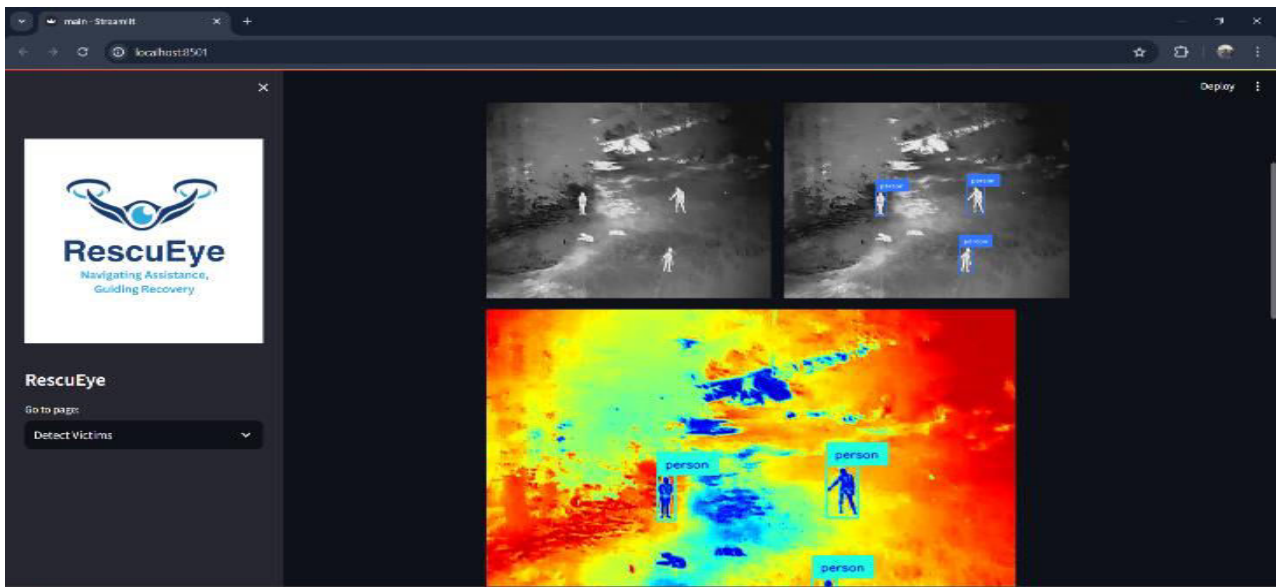 main - Streamlit
localhost:8501
Deploy
RescuEye
Navigating Assistance,
Guiding Recovery
RescuEye
Go to page:
Detect Victims
person
person
person
person
person
person